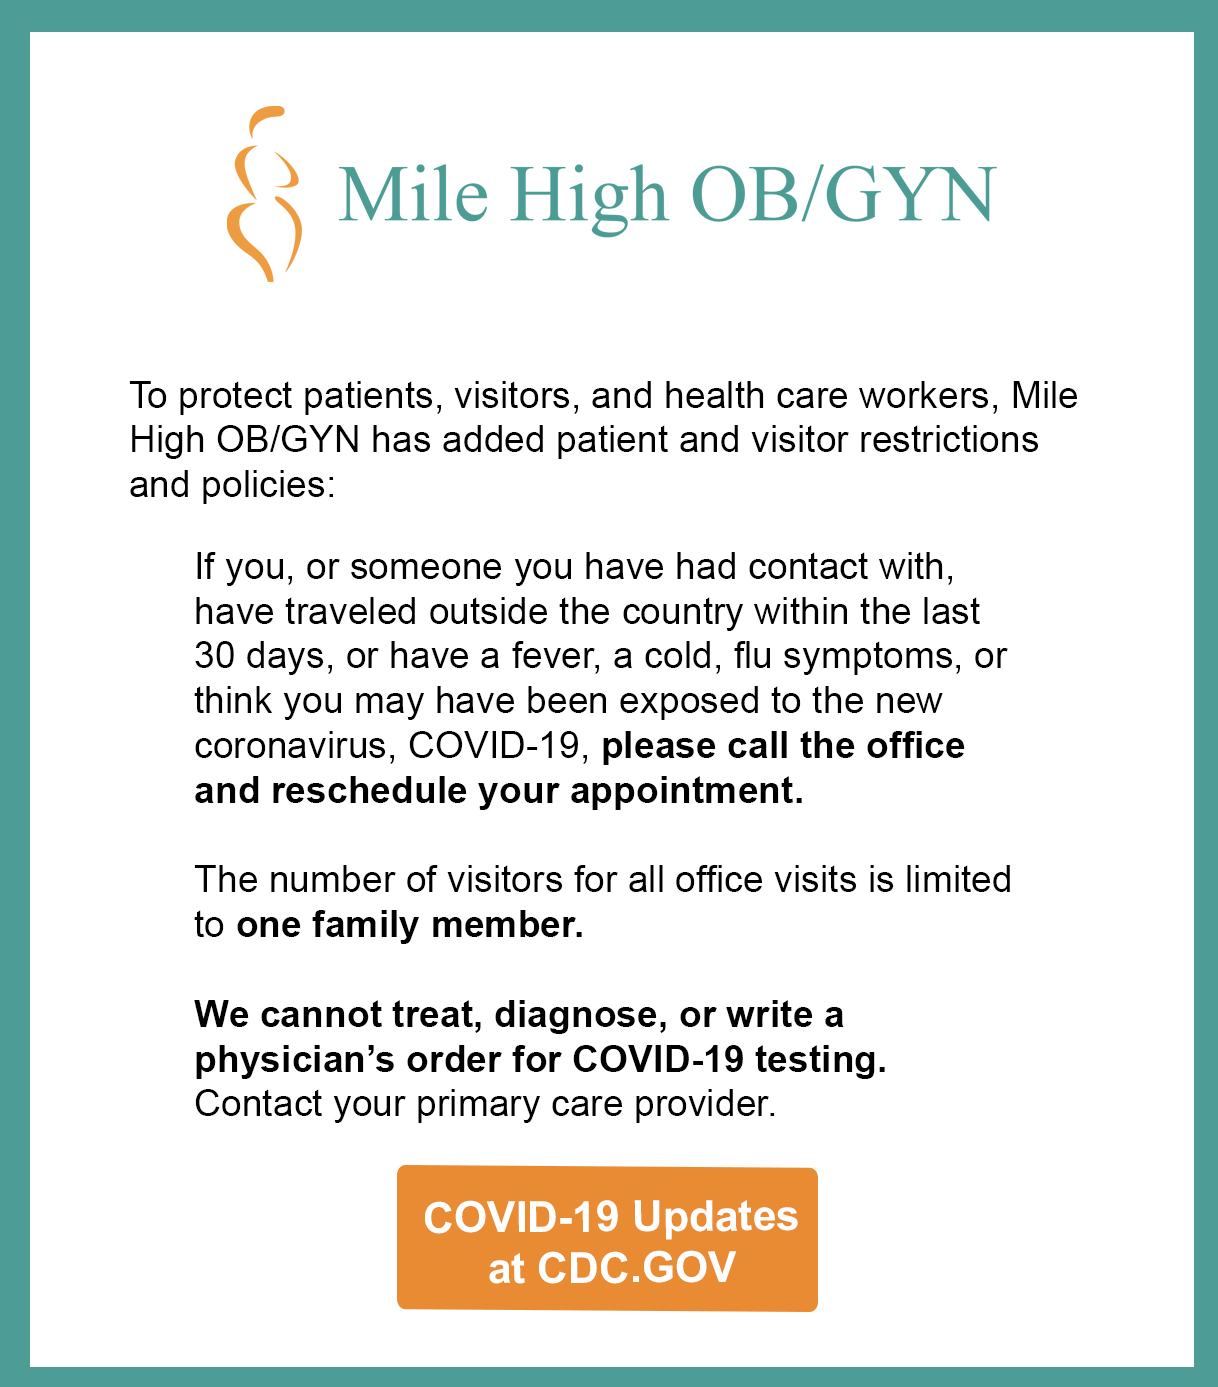 Mile High OB/GYN
To protect patients, visitors, and health care workers, Mile
High OB/GYN has added patient and visitor restrictions
and policies:
If you, or someone you have had contact with,
have traveled outside the country within the last
30 days, or have a fever, a cold, flu symptoms, or
think you may have been exposed to the new
coronavirus, COVID-19, please call the office
and reschedule your appointment.
The number of visitors for all office visits is limited
to one family member.
We cannot treat, diagnose, or write a
physician’s order for COVID-19 testing.
Contact your primary care provider.
COVID-19 Updates
at CDC.GOV